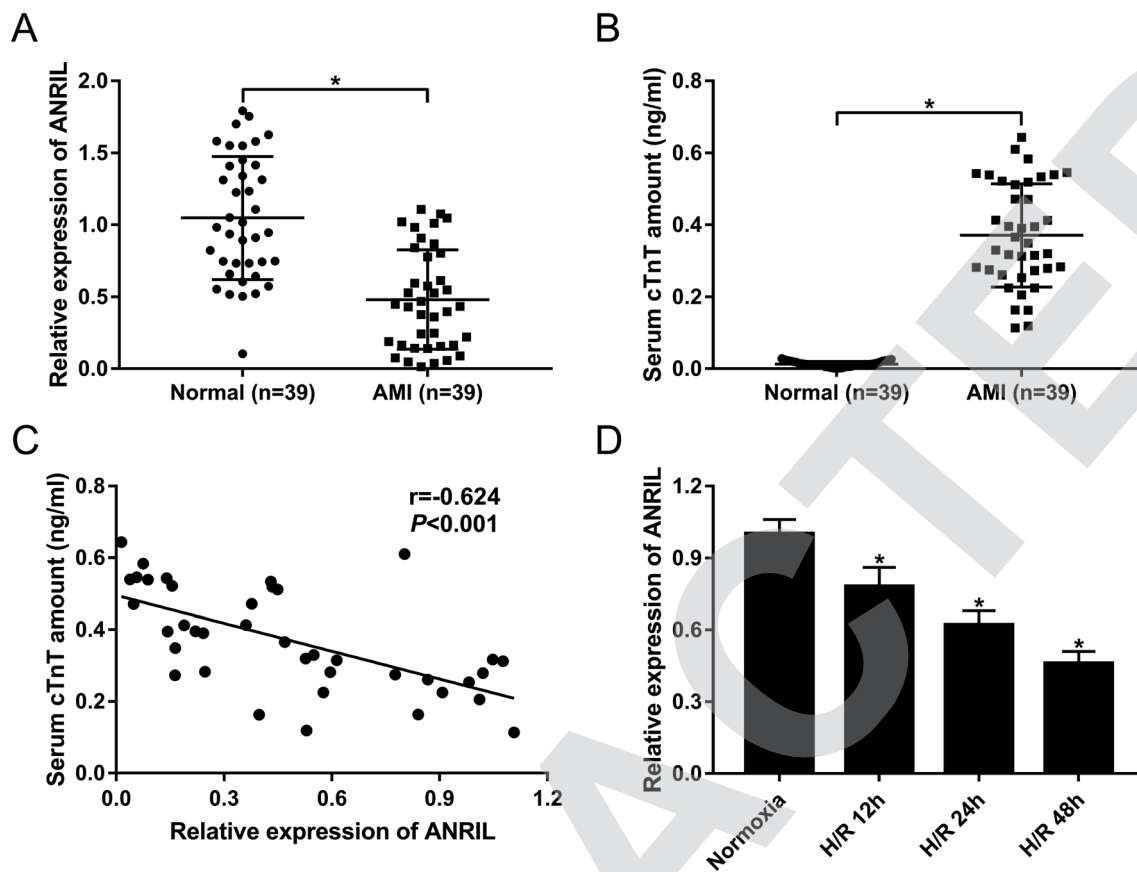 A
Relative expression of ANRIL
2.0
1.5
1.0
0.5
0.0
*
Normal (n=39)
AMI (n=39)
B
Serum cTnT amount (ng/ml)
0.8
0.6
0.4
0.2
0.0
*
Normal (n=39)
AMI (n=39)
C
Serum cTnT amount (ng/ml)
0.8
0.6
0.4
0.2
0.0
r=-0.624
P<0.001
0.0 0.3 0.6 0.9 1.2
Relative expression of ANRIL
D
Relative expression of ANRIL
1.2
0.9
0.6
0.3
0.0
*
*
*
Normoxia
H/R 12h
H/R 24h
H/R 48h
ACTED